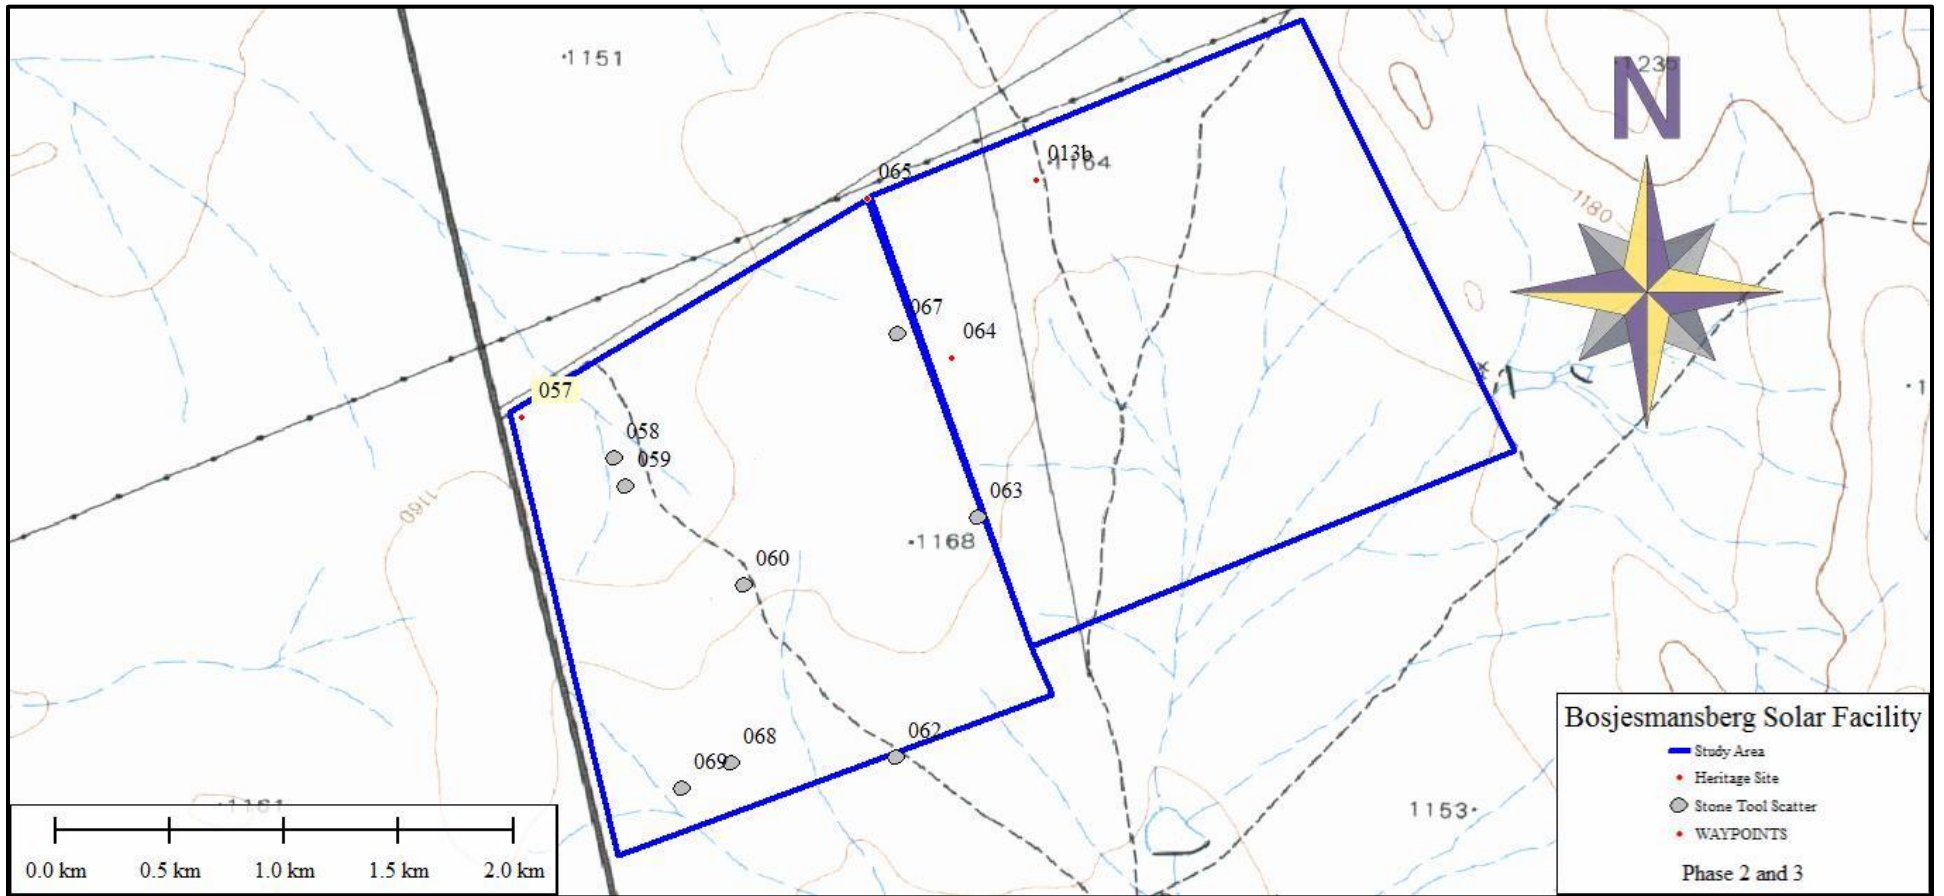 1151
N
1235
013b
1164
065
1180
067
064
057
058
059
1160
063
1168
060
062
068
069
1161
1153
1
Bosjesmansberg Solar Facility
Study Area
Heritage Site
Stone Tool Scatter
WAYPOINTS
Phase 2 and 3
0.0 km 0.5 km 1.0 km 1.5 km 2.0 km